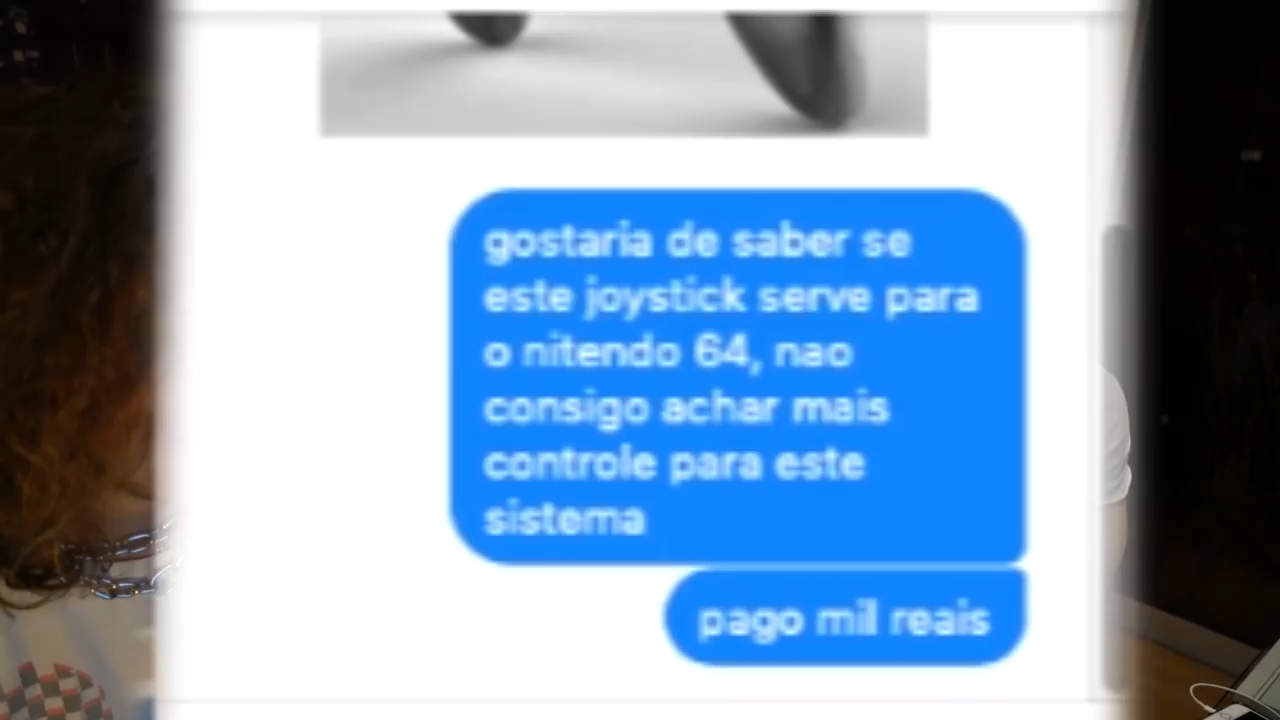 gostaria de saber se
este joystick serve para
o nitendo 64, nao
consigo achar mais
controle para este
sistema
pago mil reais